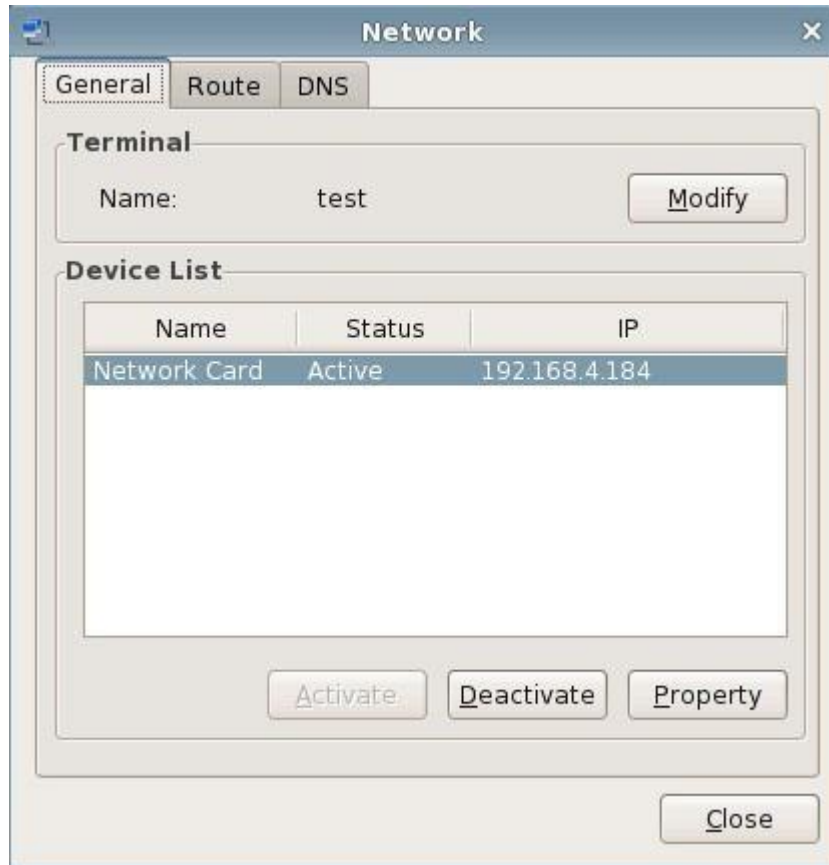 Network
General Route DNS
Terminal
Name: test Modify
Device List
Name Status IP
Network Card Active 192.168.4.184
Activate Deactivate Property
Close